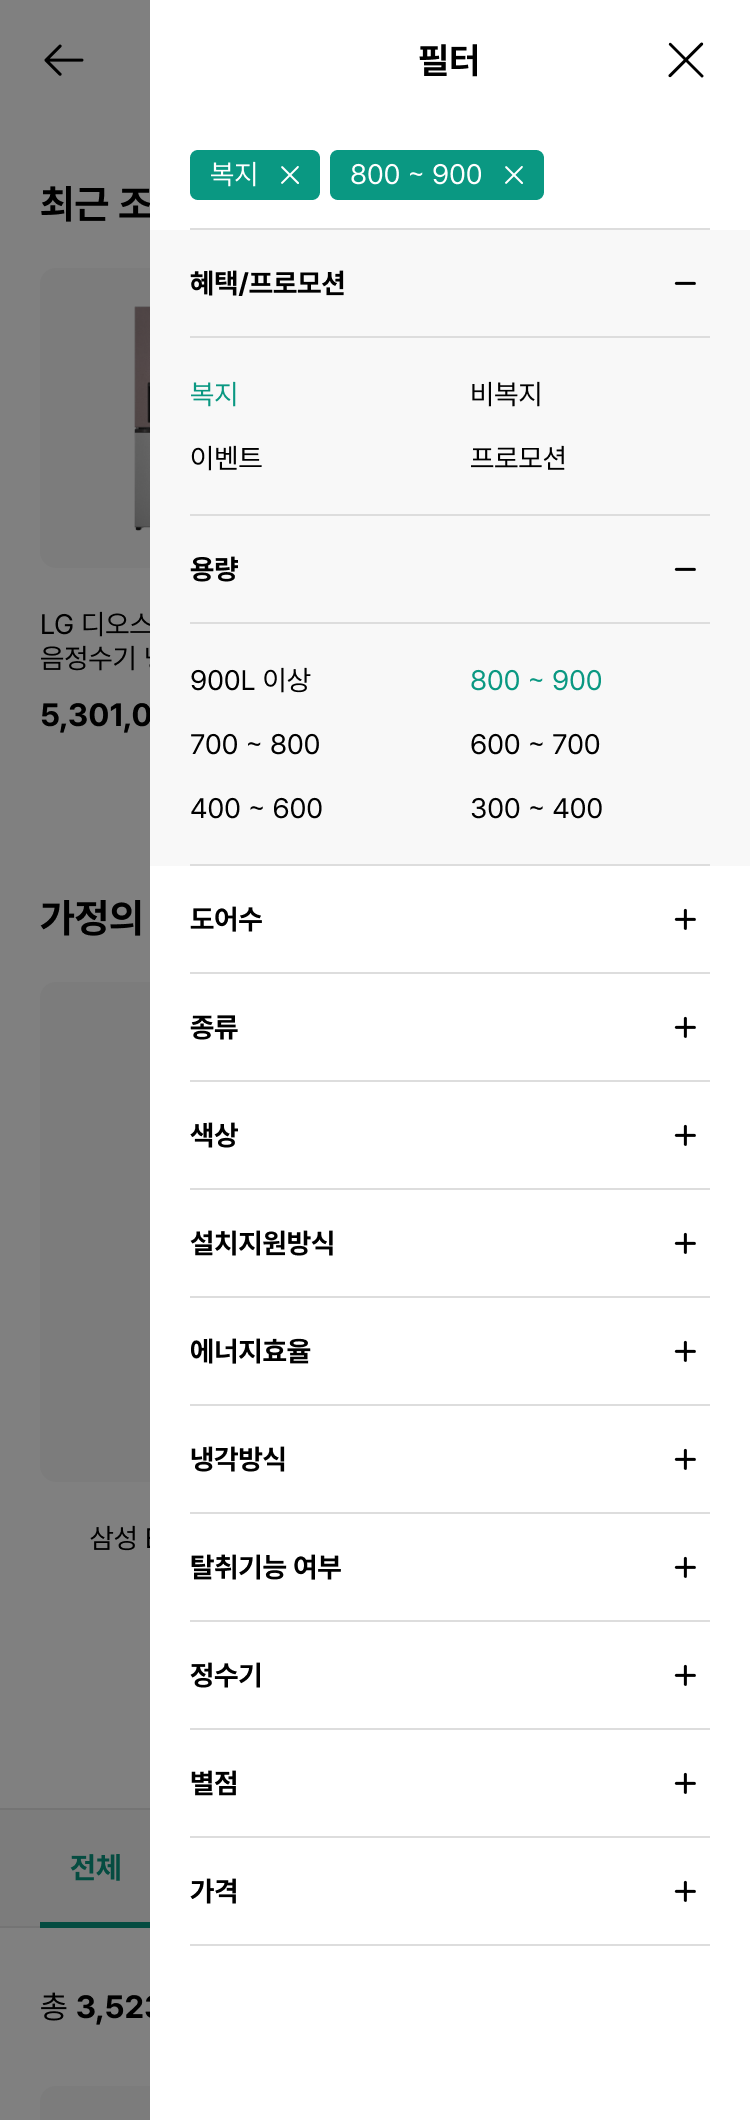 필터
복지
800 ~ 900
혜택/프로모션
복지
비복지
이벤트
프로모션
용량
900L 이상
800 ~ 900
700 ~ 800
600 ~ 700
400 ~ 600
300 ~ 400
도어수
종류
색상
설치지원방식
에너지효율
냉각방식
탈취기능 여부
정수기
별점
가격
최근
LG 디오스
음정수기
5,301,0
가정의
삼성
전체
총 3,523